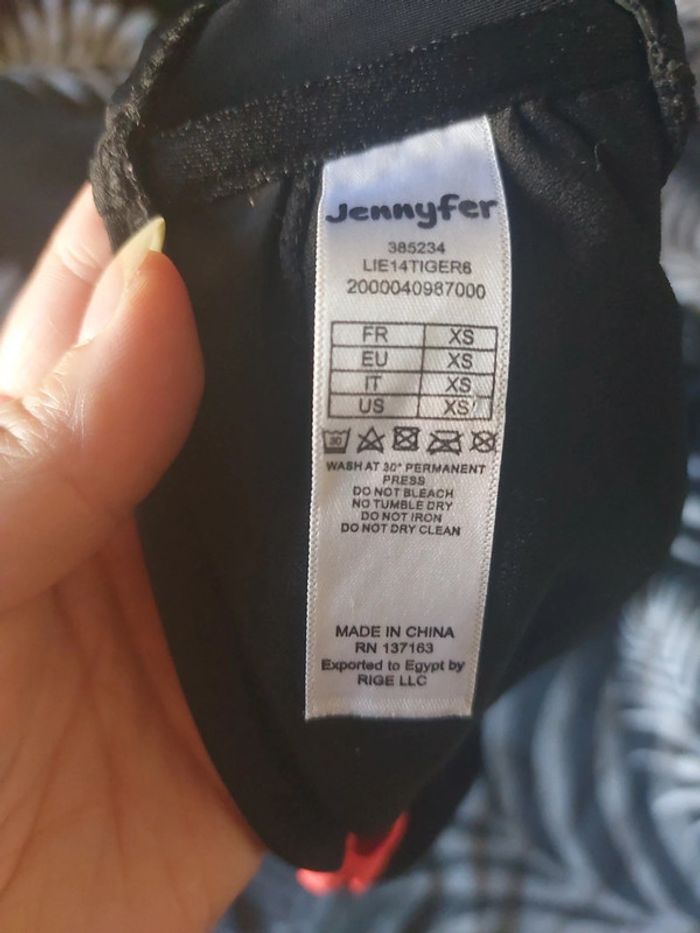 Jennyfer
385234
LIE14TIGER6
2000040987000
FR XS
EU XS
IT XS
US XS
30
WASH AT 30° PERMANENT
PRESS
DO NOT BLEACH
NO TUMBLE DRY
DO NOT IRON
DO NOT DRY CLEAN
MADE IN CHINA
RN 137163
Exported to Egypt by
RIGE LLC